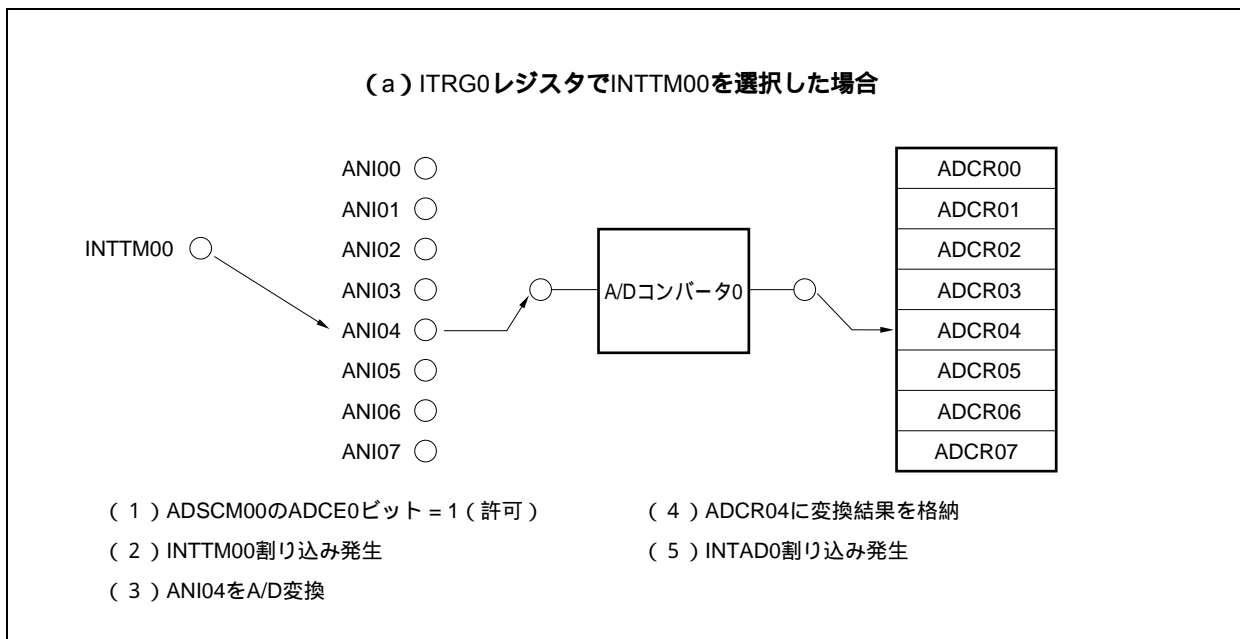 (a)ITRG0レジスタでINTTM00を選択した場合
ANI00
ANI01
ANI02
ANI03
ANI04
ANI05
ANI06
ANI07
INTTM00
A/Dコンバータ0
ADCR00
ADCR01
ADCR02
ADCR03
ADCR04
ADCR05
ADCR06
ADCR07
(1)ADSCM00のADCE0ビット = 1(許可)
(2)INTTM00割り込み発生
(3)ANI04をA/D変換
(4)ADCR04に変換結果を格納
(5)INTAD0割り込み発生